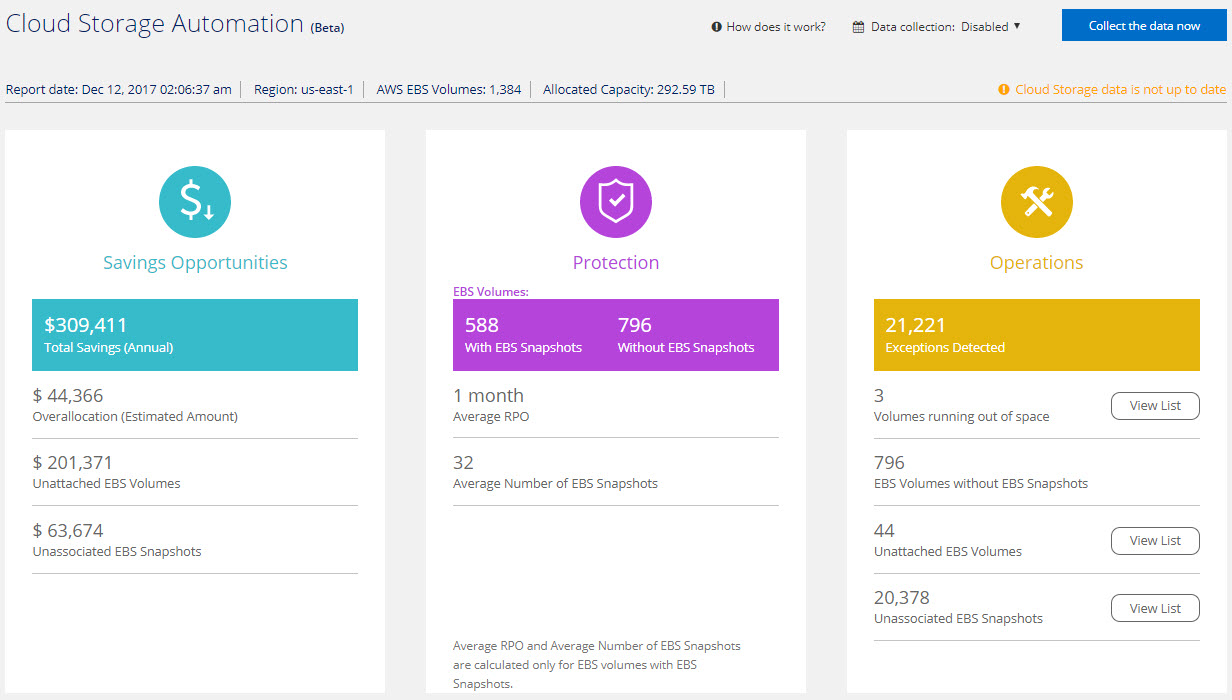 Cloud Storage Automation (Beta)
How does it work?
Data collection: Disabled
Collect the data now
Report date: Dec 12, 2017 02:06:37 am
Region: us-east-1
AWS EBS Volumes: 1,384
Allocated Capacity: 292.59 TB
Cloud Storage data is not up to date
Savings Opportunities
$309,411
Total Savings (Annual)
$ 44,366
Overallocation (Estimated Amount)
$ 201,371
Unattached EBS Volumes
$ 63,674
Unassociated EBS Snapshots
Protection
EBS Volumes:
588
With EBS Snapshots
796
Without EBS Snapshots
1 month
Average RPO
32
Average Number of EBS Snapshots
Average RPO and Average Number of EBS Snapshots
are calculated only for EBS volumes with EBS
Snapshots.
Operations
21,221
Exceptions Detected
3
Volumes running out of space
View List
796
EBS Volumes without EBS Snapshots
44
Unattached EBS Volumes
View List
20,378
Unassociated EBS Snapshots
View List